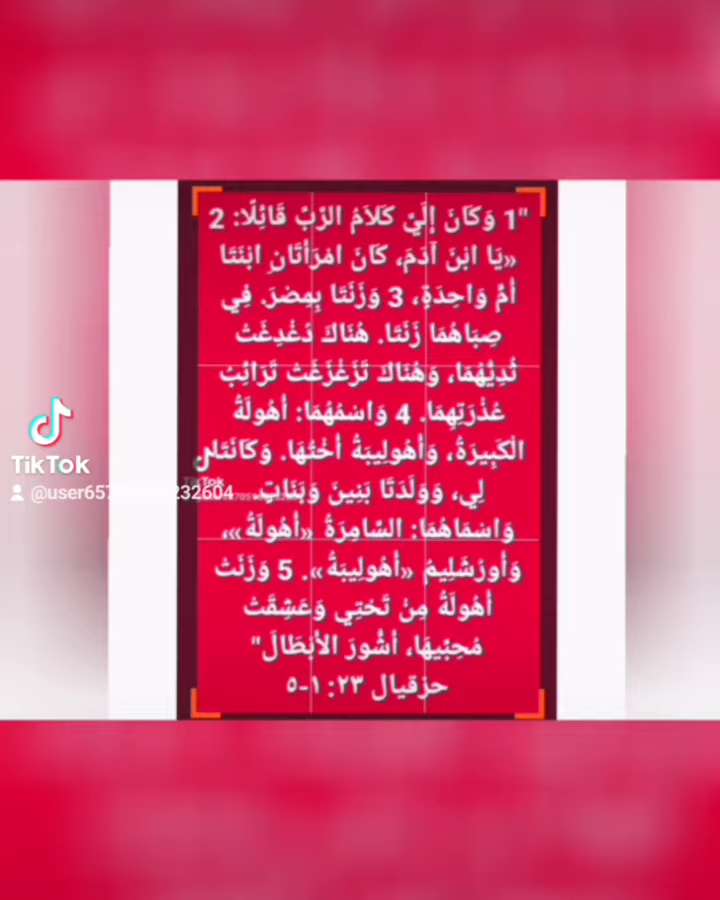 "1 وَكَانَ إِلَيَّ كَلاَمُ الرَّبِّ قَائِلًا: 2
«يَا ابْنَ آدَمَ، كَانَ امْرَأَتَانِ ابْنَتَا
أُمٍّ وَاحِدَةٍ، 3 وَزَنَتَا بِمِصْرَ. فِي
صِبَاهُمَا زَنَتَا. هُنَاكَ دُغْدِغَتْ
ثُدِيُّهُمَا، وَهُنَاكَ تَزَغْزَغَتْ تَرَائِبُ
عُذْرَتِهِمَا. 4 وَاسْمُهُمَا: أُهُولَةُ
الْكَبِيرَةُ، وَأُهُولِيبَةُ أُخْتُهَا. وَكَانَتَا
لِي، وَوَلَدَتَا بَنِينَ وَبَنَاتٍ.
وَاسْمَاهُمَا: السَّامِرَةُ «أُهُولَةُ»،
وَأُورُشَلِيمُ «أُهُولِيبَةُ». 5 وَزَنَتْ
أُهُولَةُ مِنْ تَحْتِي وَعَشِقَتْ
مُحِبِّيهَا، أَشُّورَ الأَبْطَالَ"
حزقيال ٢٣: ١-٥
TikTok